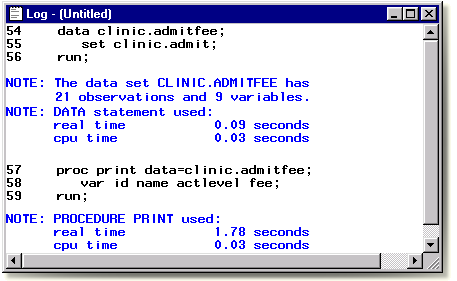 Log - (Untitled)
54 data clinic.admitfee;
55 set clinic.admit;
56 run;
NOTE: The data set CLINIC.ADMITFEE has
21 observations and 9 variables.
NOTE: DATA statement used:
real time 0.09 seconds
cpu time 0.03 seconds
57 proc print data=clinic.admitfee;
58 var id name actlevel fee;
59 run;
NOTE: PROCEDURE PRINT used:
real time 1.78 seconds
cpu time 0.03 seconds